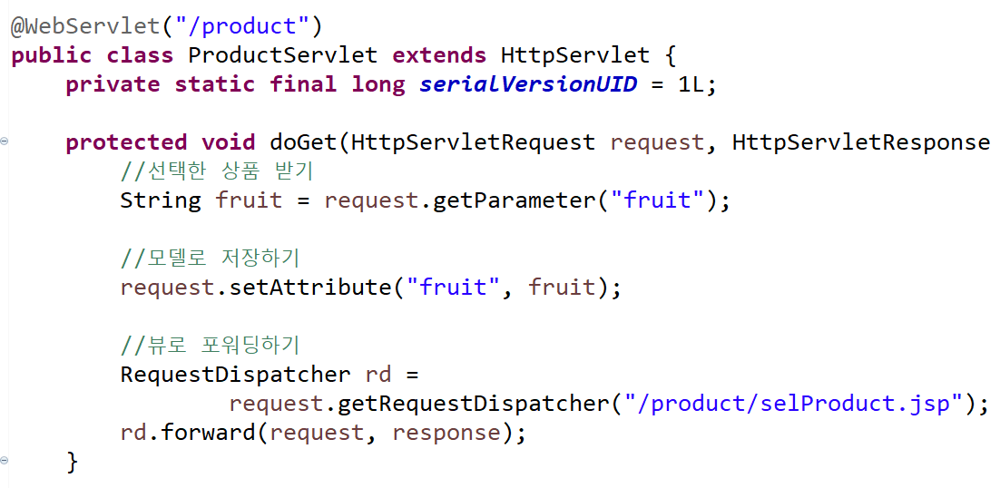 @WebServlet("/product")
public class ProductServlet extends HttpServlet {
    private static final long serialVersionUID = 1L;
    protected void doGet(HttpServletRequest request, HttpServletResponse
        //선택한 상품 받기
        String fruit = request.getParameter("fruit");
        //모델로 저장하기
        request.setAttribute("fruit", fruit);
        //뷰로 포워딩하기
        RequestDispatcher rd =
                request.getRequestDispatcher("/product/selProduct.jsp");
        rd.forward(request, response);
    }